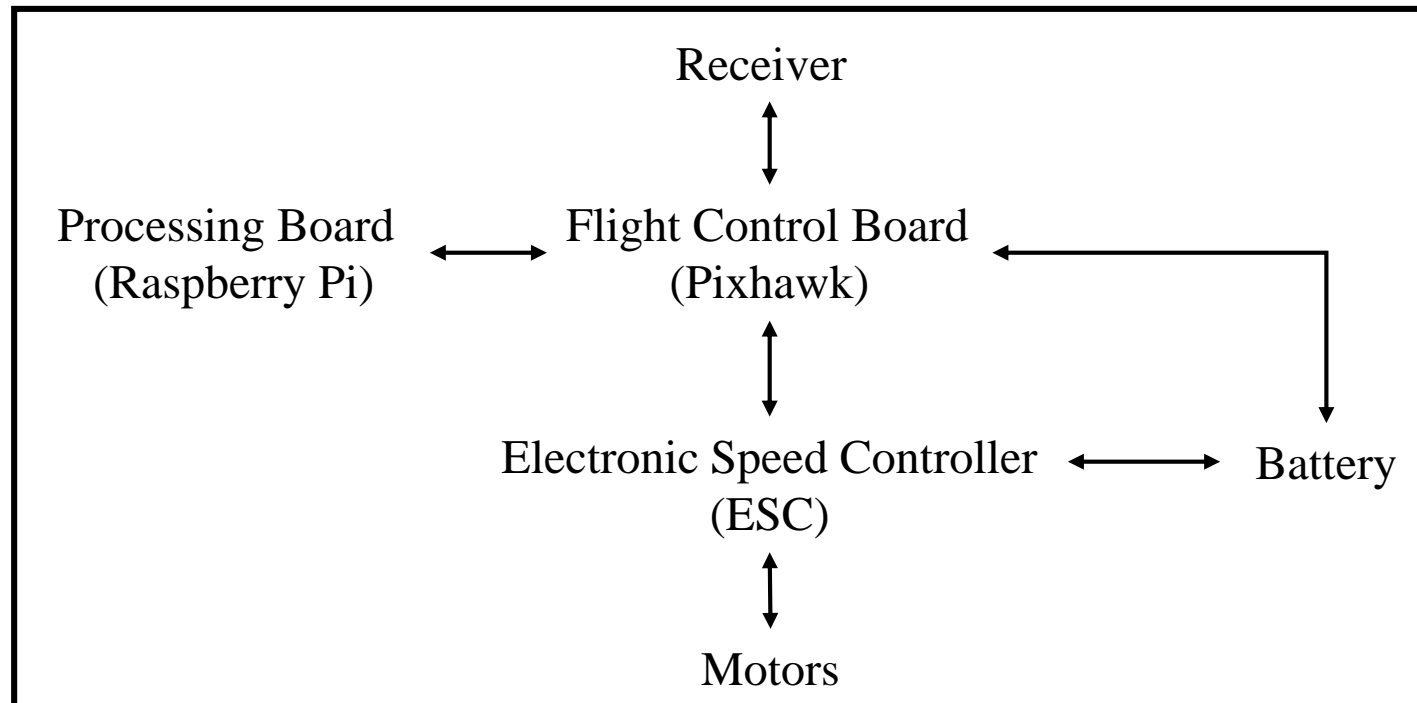 Receiver
Processing Board
(Raspberry Pi)
Flight Control Board
(Pixhawk)
Electronic Speed Controller
(ESC)
Battery
Motors